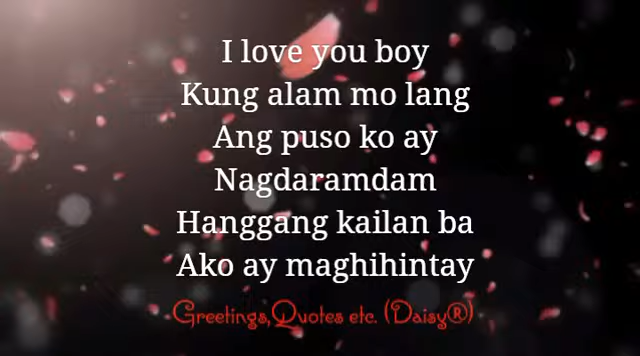 I love you boy
Kung alam mo lang
Ang puso ko ay
Nagdaramdam
Hanggang kailan ba
Ako ay maghihintay
Greetings,Quotes etc. (Daisy®)